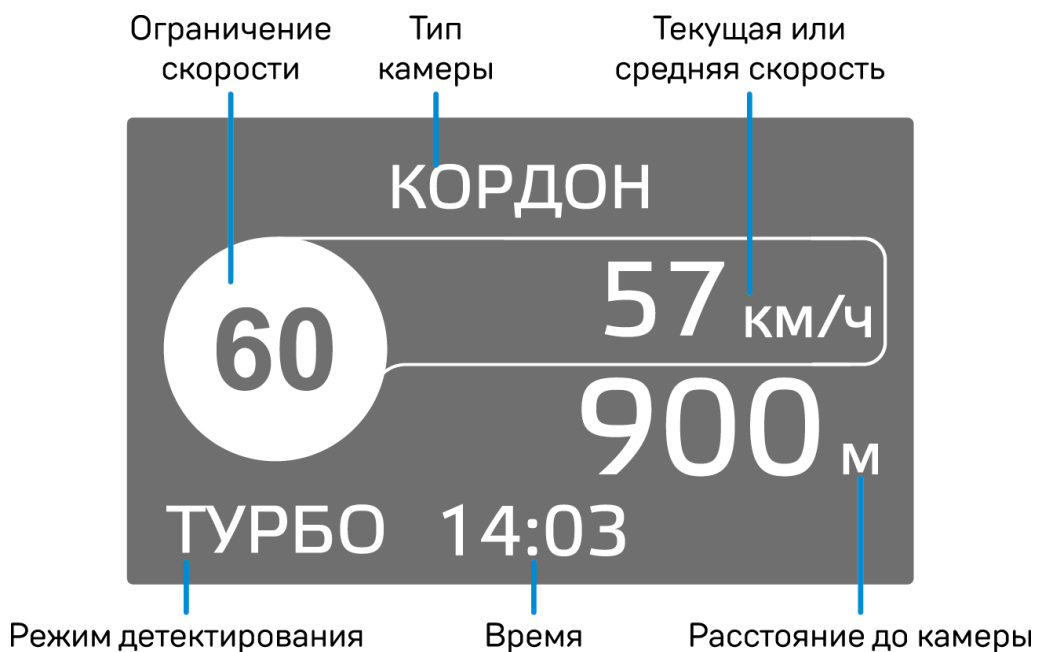 Ограничение
скорости
Тип
камеры
Текущая или
средняя скорость
КОРДОН
60
57 км/ч
900 м
ТУРБО 14:03
Режим детектирования
Время
Расстояние до камеры